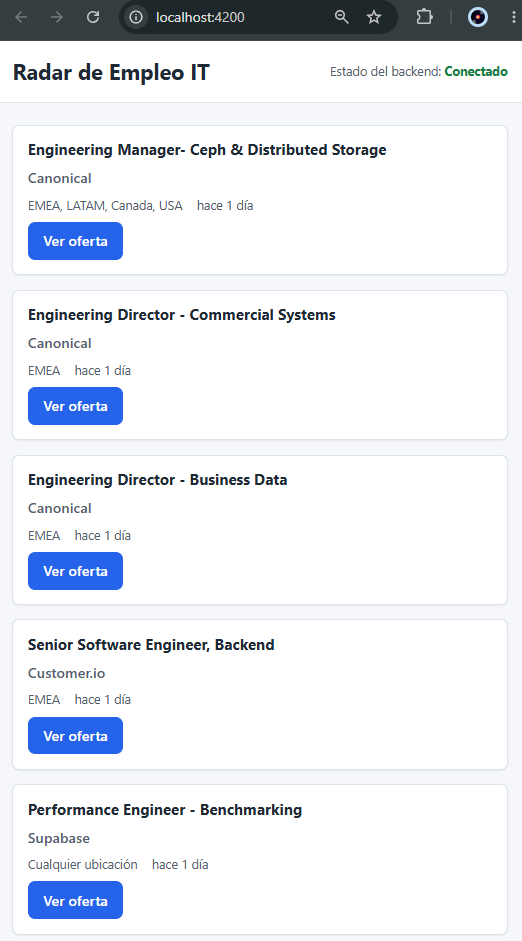 localhost:4200
Radar de Empleo IT
Estado del backend: Conectado
Engineering Manager- Ceph & Distributed Storage
Canonical
EMEA, LATAM, Canada, USA hace 1 día
Ver oferta
Engineering Director - Commercial Systems
Canonical
EMEA hace 1 día
Ver oferta
Engineering Director - Business Data
Canonical
EMEA hace 1 día
Ver oferta
Senior Software Engineer, Backend
Customer.io
EMEA hace 1 día
Ver oferta
Performance Engineer - Benchmarking
Supabase
Cualquier ubicación hace 1 día
Ver oferta